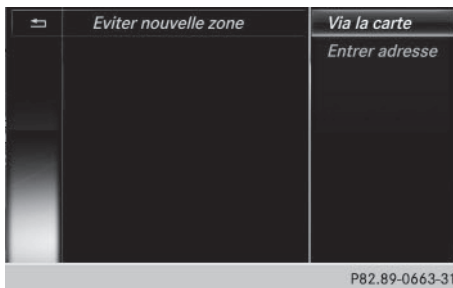 Eviter nouvelle zone
Via la carte
Entrer adresse
P82.89-0663-31